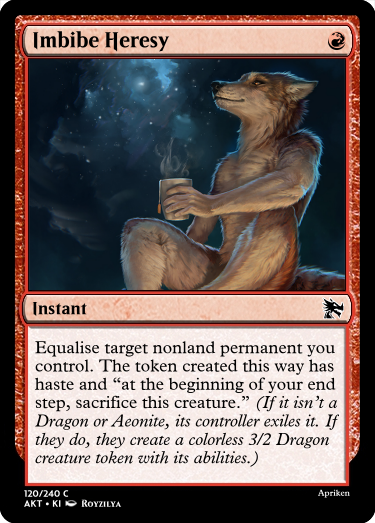 Imbibe Heresy
Instant
Equalise target nonland permanent you
control. The token created this way has
haste and “at the beginning of your end
step, sacrifice this creature.” (If it isn't a
Dragon or Aeonite, its controller exiles it. If
they do, they create a colorless 3/2 Dragon
creature token with its abilities.)
120/240 C
Apriken
AKT • KI Royzilya